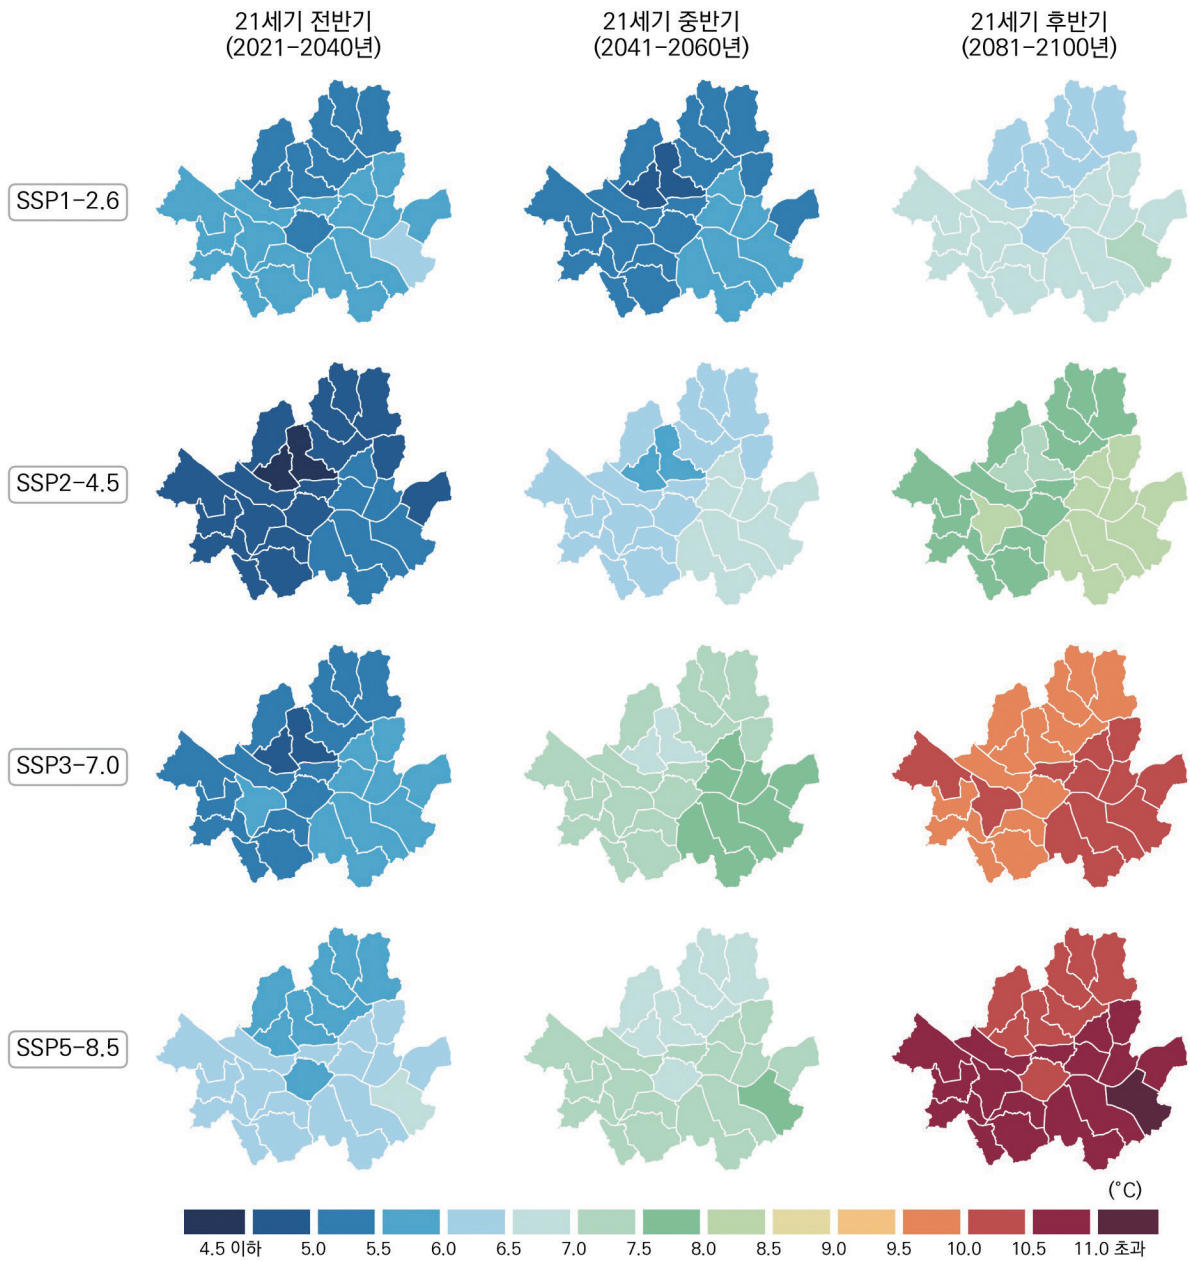 21세기 전반기
(2021-2040년)
21세기 중반기
(2041-2060년)
21세기 후반기
(2081-2100년)
SSP1-2.6
SSP2-4.5
SSP3-7.0
SSP5-8.5
(°C)
4.5 이하 5.0 5.5 6.0 6.5 7.0 7.5 8.0 8.5 9.0 9.5 10.0 10.5 11.0 초과